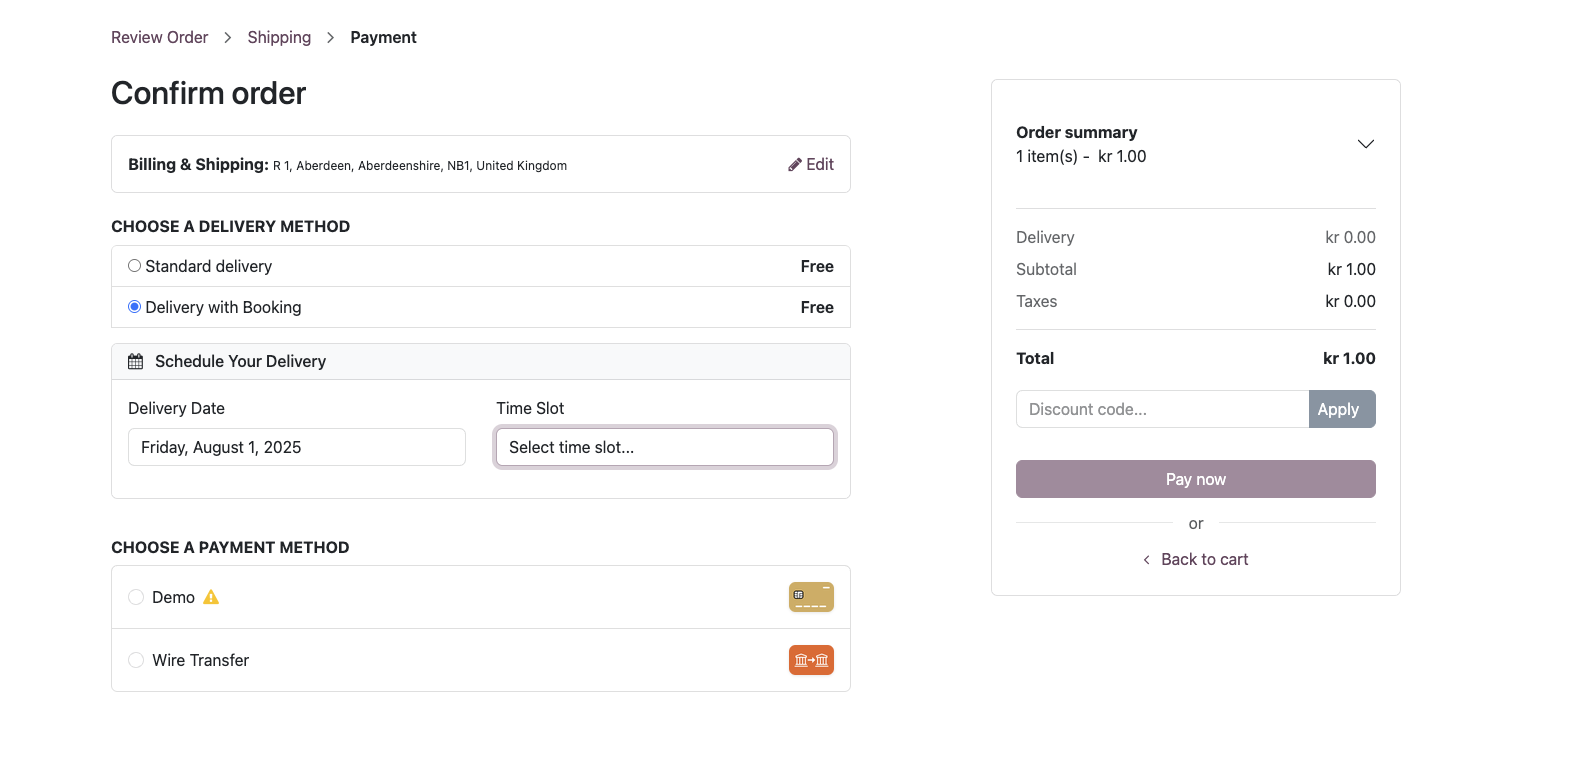 Review Order > Shipping > Payment
Confirm order
Billing & Shipping: R 1, Aberdeen, Aberdeenshire, NB1, United Kingdom Edit
CHOOSE A DELIVERY METHOD
Standard delivery Free
Delivery with Booking Free
Schedule Your Delivery
Delivery Date Time Slot
Friday, August 1, 2025 Select time slot...
CHOOSE A PAYMENT METHOD
Demo
Wire Transfer
Order summary
1 item(s) - kr 1.00
Delivery kr 0.00
Subtotal kr 1.00
Taxes kr 0.00
Total kr 1.00
Discount code... Apply
Pay now
or
< Back to cart